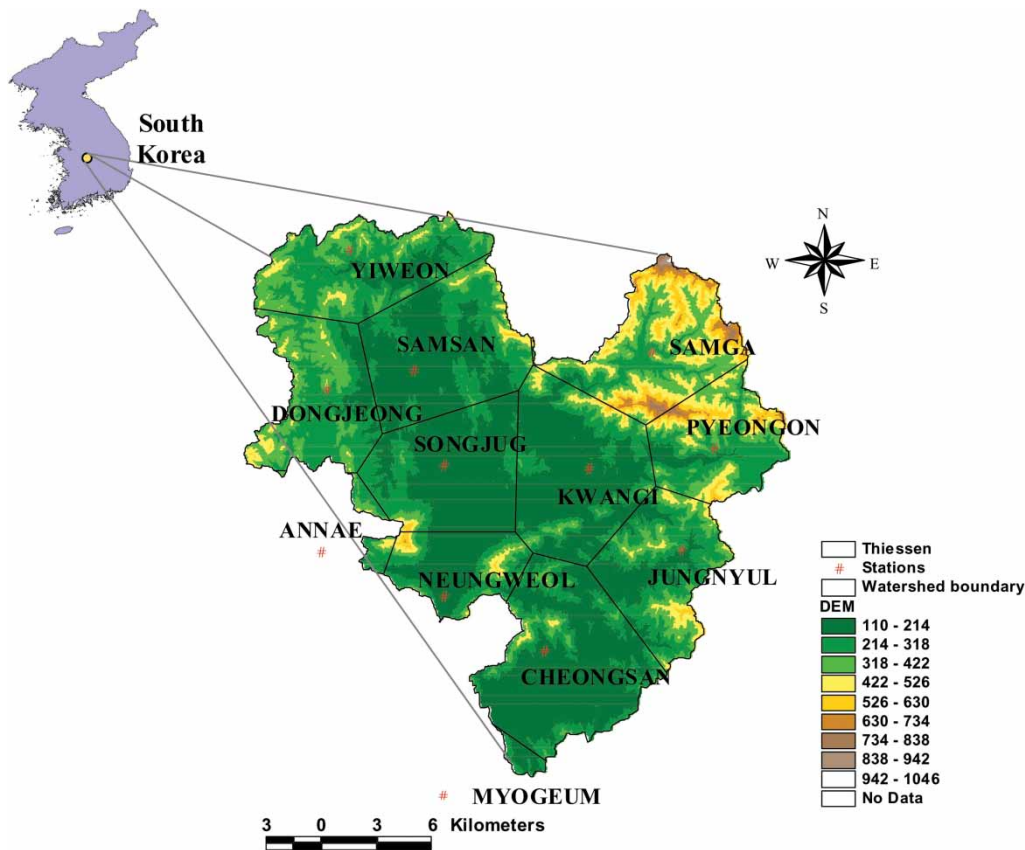 South
Korea
N
W E
S
YIWEON
SAMSAN
SAMGA
DONGJEONG
PYEONGON
SONGJUG
KWANGI
ANNAE
JUNGNYUL
NEUNGWEOL
CHEONGSAN
MYOGEUM
Thiessen
# Stations
Watershed boundary
DEM
110 - 214
214 - 318
318 - 422
422 - 526
526 - 630
630 - 734
734 - 838
838 - 942
942 - 1046
No Data
3 0 3 6 Kilometers